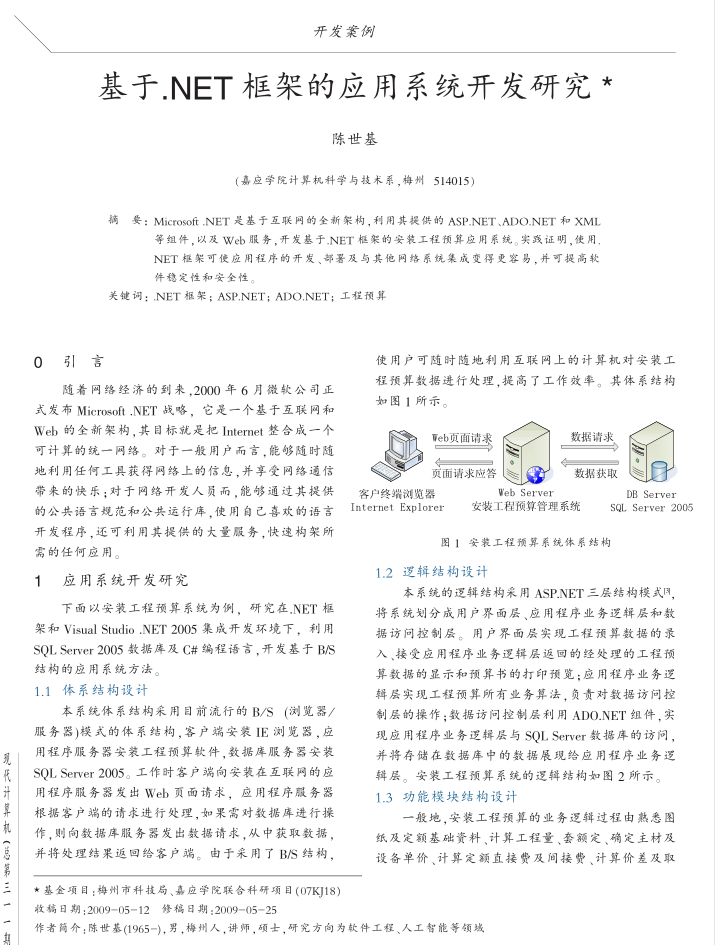 开发案例
基于.NET 框架的应用系统开发研究 *
陈世基
(嘉应学院计算机科学与技术系,梅州 514015)
摘 要: Microsoft .NET 是基于互联网的全新架构,利用其提供的 ASP.NET、ADO.NET 和 XML
等组件,以及 Web 服务,开发基于.NET 框架的安装工程预算应用系统。实践证明,使用.
NET 框架可使应用程序的开发、部署及与其他网络系统集成变得更容易,并可提高软
件稳定性和安全性。
关键词: .NET 框架; ASP.NET; ADO.NET; 工程预算
0 引 言
随着网络经济的到来,2000 年 6 月微软公司正
式发布 Microsoft .NET 战略, 它是一个基于互联网和
Web 的全新架构,其目标就是把 Internet 整合成一个
可计算的统一网络。对于一般用户而言,能够随时随
地利用任何工具获得网络上的信息,并享受网络通信
带来的快乐;对于网络开发人员而,能够通过其提供
的公共语言规范和公共运行库,使用自己喜欢的语言
开发程序,还可利用其提供的大量服务,快速构架所
需的任何应用。
1 应用系统开发研究
下面以安装工程预算系统为例, 研究在.NET 框
架和 Visual Studio .NET 2005 集成开发环境下, 利用
SQL Server 2005 数据库及 C# 编程语言,开发基于 B/S
结构的应用系统方法。
1.1 体系结构设计
本系统体系结构采用目前流行的 B/S (浏览器/
服务器)模式的体系结构,客户端安装 IE 浏览器,应
用程序服务器安装工程预算软件,数据库服务器安装
SQL Server 2005。工作时客户端向安装在互联网的应
用程序服务器发出 Web 页面请求, 应用程序服务器
根据客户端的请求进行处理,如果需对数据库进行操
作,则向数据库服务器发出数据请求,从中获取数据,
并将处理结果返回给客户端。由于采用了 B/S 结构,
使用户可随时随地利用互联网上的计算机对安装工
程预算数据进行处理,提高了工作效率。其体系结构
如图 1 所示。
Web页面请求
数据请求
页面请求应答
数据获取
客户终端浏览器
Internet Explorer
Web Server
安装工程预算管理系统
DB Server
SQL Server 2005
图 1 安装工程预算系统体系结构
1.2 逻辑结构设计
本系统的逻辑结构采用 ASP.NET 三层结构模式[3],
将系统划分成用户界面层、应用程序业务逻辑层和数
据访问控制层。用户界面层实现工程预算数据的录
入、接受应用程序业务逻辑层返回的经处理的工程预
算数据的显示和预算书的打印预览;应用程序业务逻
辑层实现工程预算所有业务算法,负责对数据访问控
制层的操作;数据访问控制层利用 ADO.NET 组件,实
现应用程序业务逻辑层与 SQL Server 数据库的访问,
并将存储在数据库中的数据展现给应用程序业务逻
辑层。安装工程预算系统的逻辑结构如图 2 所示。
1.3 功能模块结构设计
一般地,安装工程预算的业务逻辑过程由熟悉图
纸及定额基础资料、计算工程量、套额定、确定主材及
设备单价、计算定额直接费及间接费、计算价差及取
* 基金项目:梅州市科技局、嘉应学院联合科研项目(07KJ18)
收稿日期:2009-05-12 修稿日期:2009-05-25
作者简介:陈世基(1965-),男,梅州人,讲师,硕士,研究方向为软件工程、人工智能等领域
现代计算机(总第三一一期